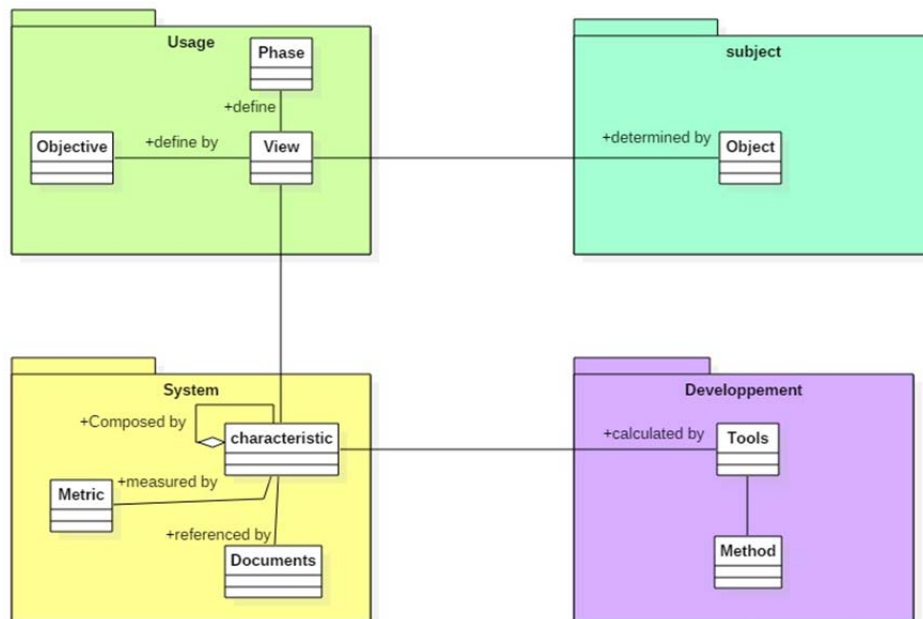 Usage
Phase
+define
Objective
+define by
View
subject
+determined by
Object
System
+Composed by
characteristic
+measured by
Metric
+referenced by
Documents
Developpement
+calculated by
Tools
Method